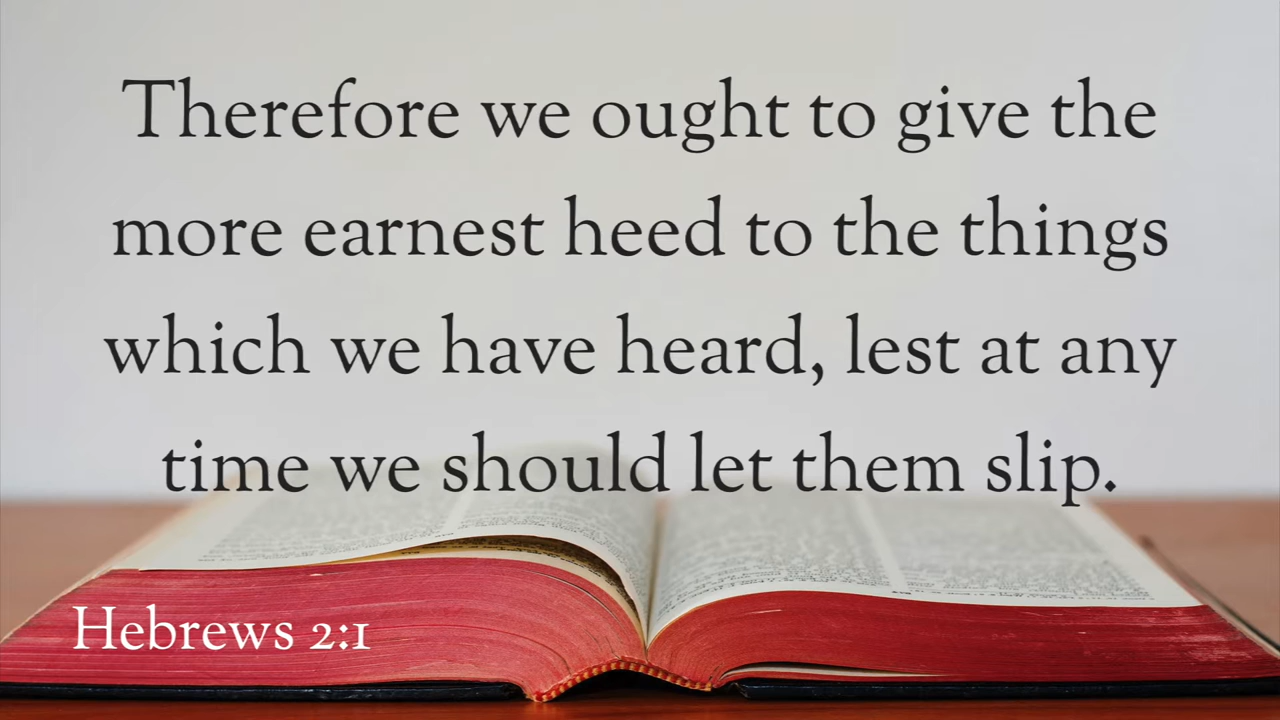 Therefore we ought to give the
more earnest heed to the things
which we have heard, lest at any
time we should let them slip.
Hebrews 2:1